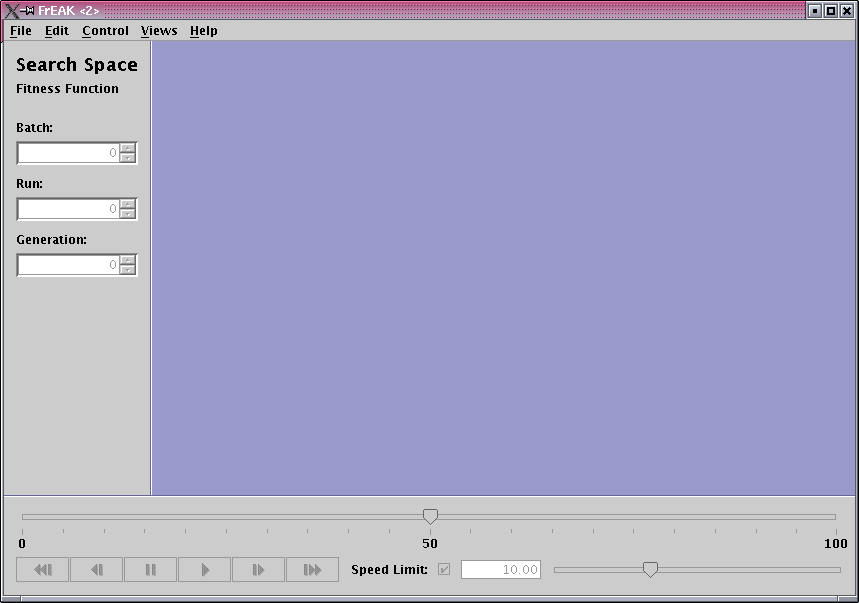 FrEAK <2>
File Edit Control Views Help
Search Space
Fitness Function
Batch:
0
Run:
0
Generation:
0
0 50 100
Speed Limit: 10.00